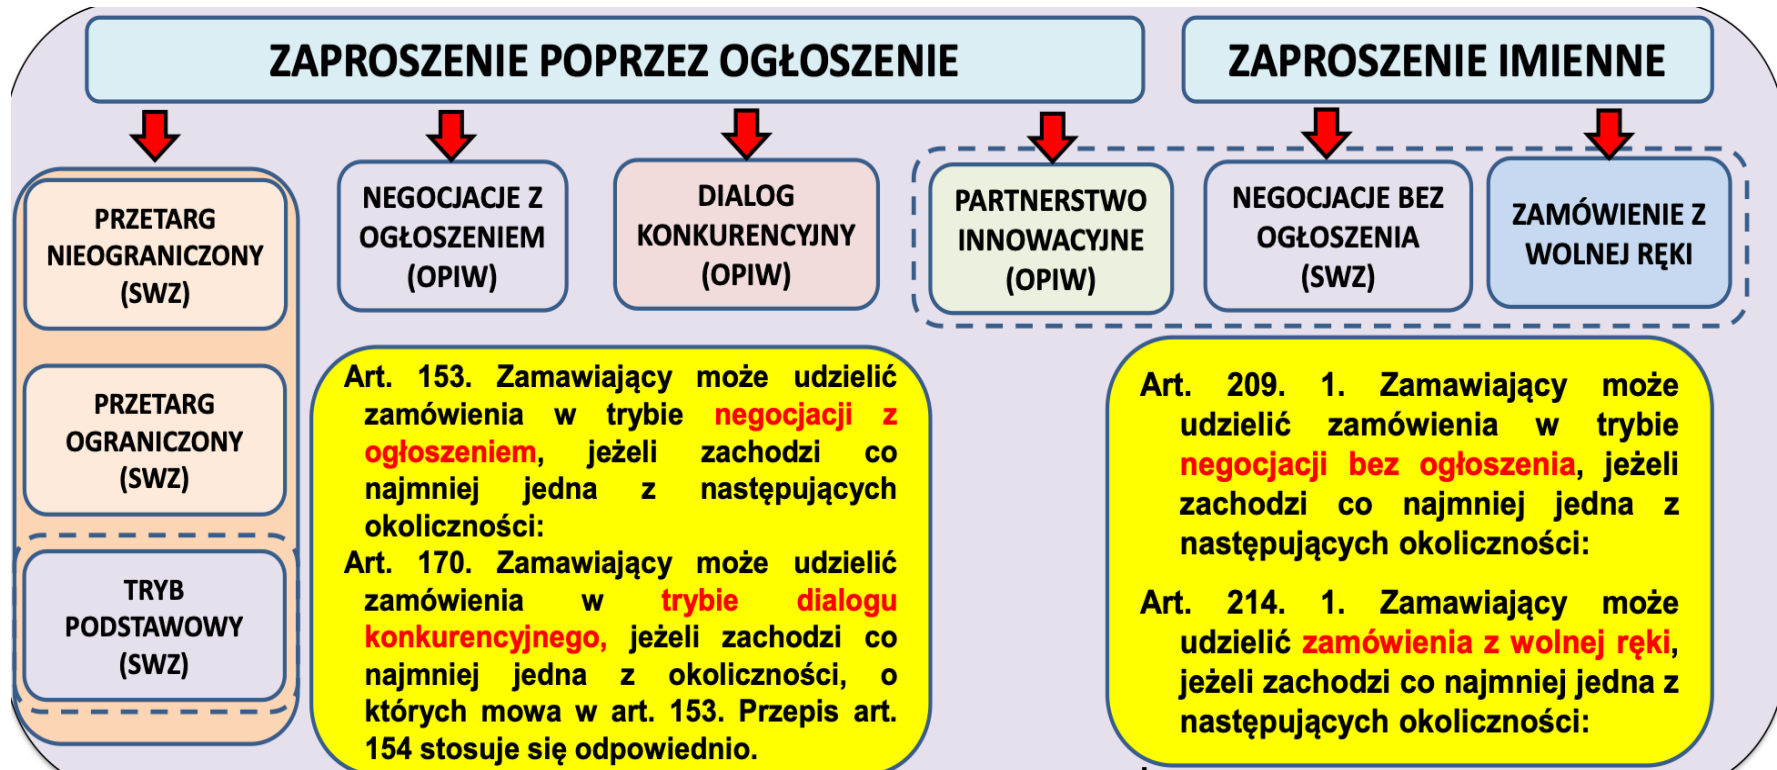 ZAPROSZENIE POPRZEZ OGŁOSZENIE
ZAPROSZENIE IMIENNE
PRZETARG
NIEOGRANICZONY
(SWZ)
NEGOCJACJE Z
OGŁOSZENIEM
(OPIW)
DIALOG
KONKURENCYJNY
(OPIW)
PARTNERSTWO
INNOWACYJNE
(OPIW)
NEGOCJACJE BEZ
OGŁOSZENIA
(SWZ)
ZAMÓWIENIE Z
WOLNEJ RĘKI
PRZETARG
OGRANICZONY
(SWZ)
TRYB
PODSTAWOWY
(SWZ)
Art. 153. Zamawiający może udzielić
zamówienia w trybie negocjacji z
ogłoszeniem, jeżeli zachodzi co
najmniej jedna z następujących
okoliczności:
Art. 170. Zamawiający może udzielić
zamówienia w trybie dialogu
konkurencyjnego, jeżeli zachodzi co
najmniej jedna z okoliczności, o
których mowa w art. 153. Przepis art.
154 stosuje się odpowiednio.
Art. 209. 1. Zamawiający może
udzielić zamówienia w trybie
negocjacji bez ogłoszenia, jeżeli
zachodzi co najmniej jedna z
następujących okoliczności:
Art. 214. 1. Zamawiający może
udzielić zamówienia z wolnej ręki,
jeżeli zachodzi co najmniej jedna z
następujących okoliczności: